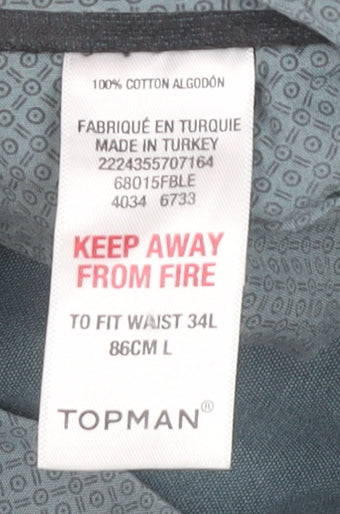 100% COTTON ALGODÓN
FABRIQUÉ EN TURQUIE
MADE IN TURKEY
2224355707164
68015FBLE
4034 6733
KEEP AWAY
FROM FIRE
TO FIT WAIST 34L
86CM L
TOPMAN®